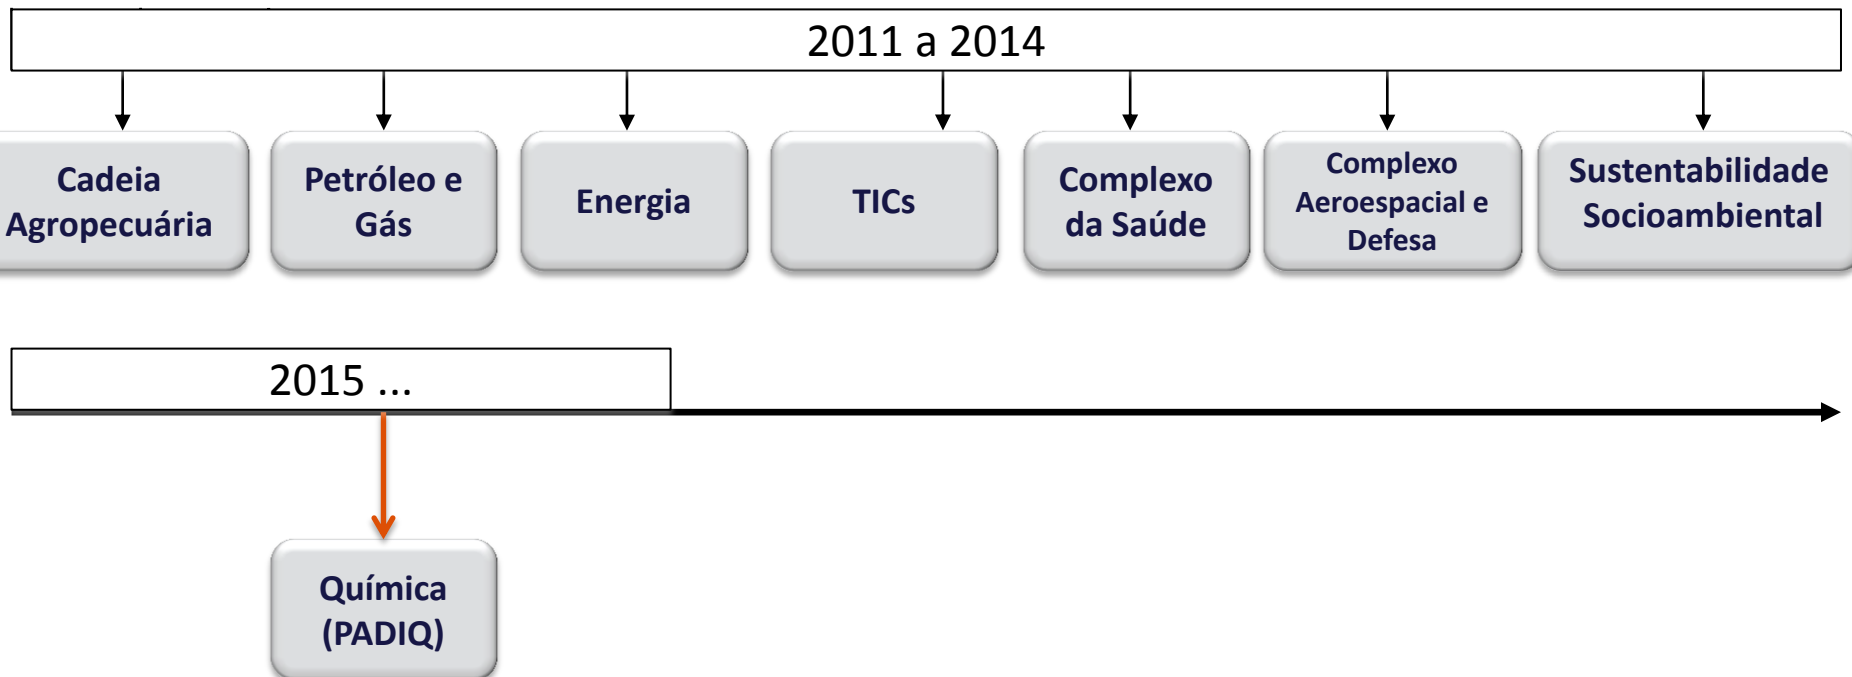 2011 a 2014
Cadeia
Agropecuária
Petróleo e
Gás
Energia
TICs
Complexo
da Saúde
Complexo
Aeroespacial e
Defesa
Sustentabilidade
Socioambiental
2015 ...
Química
(PADIQ)